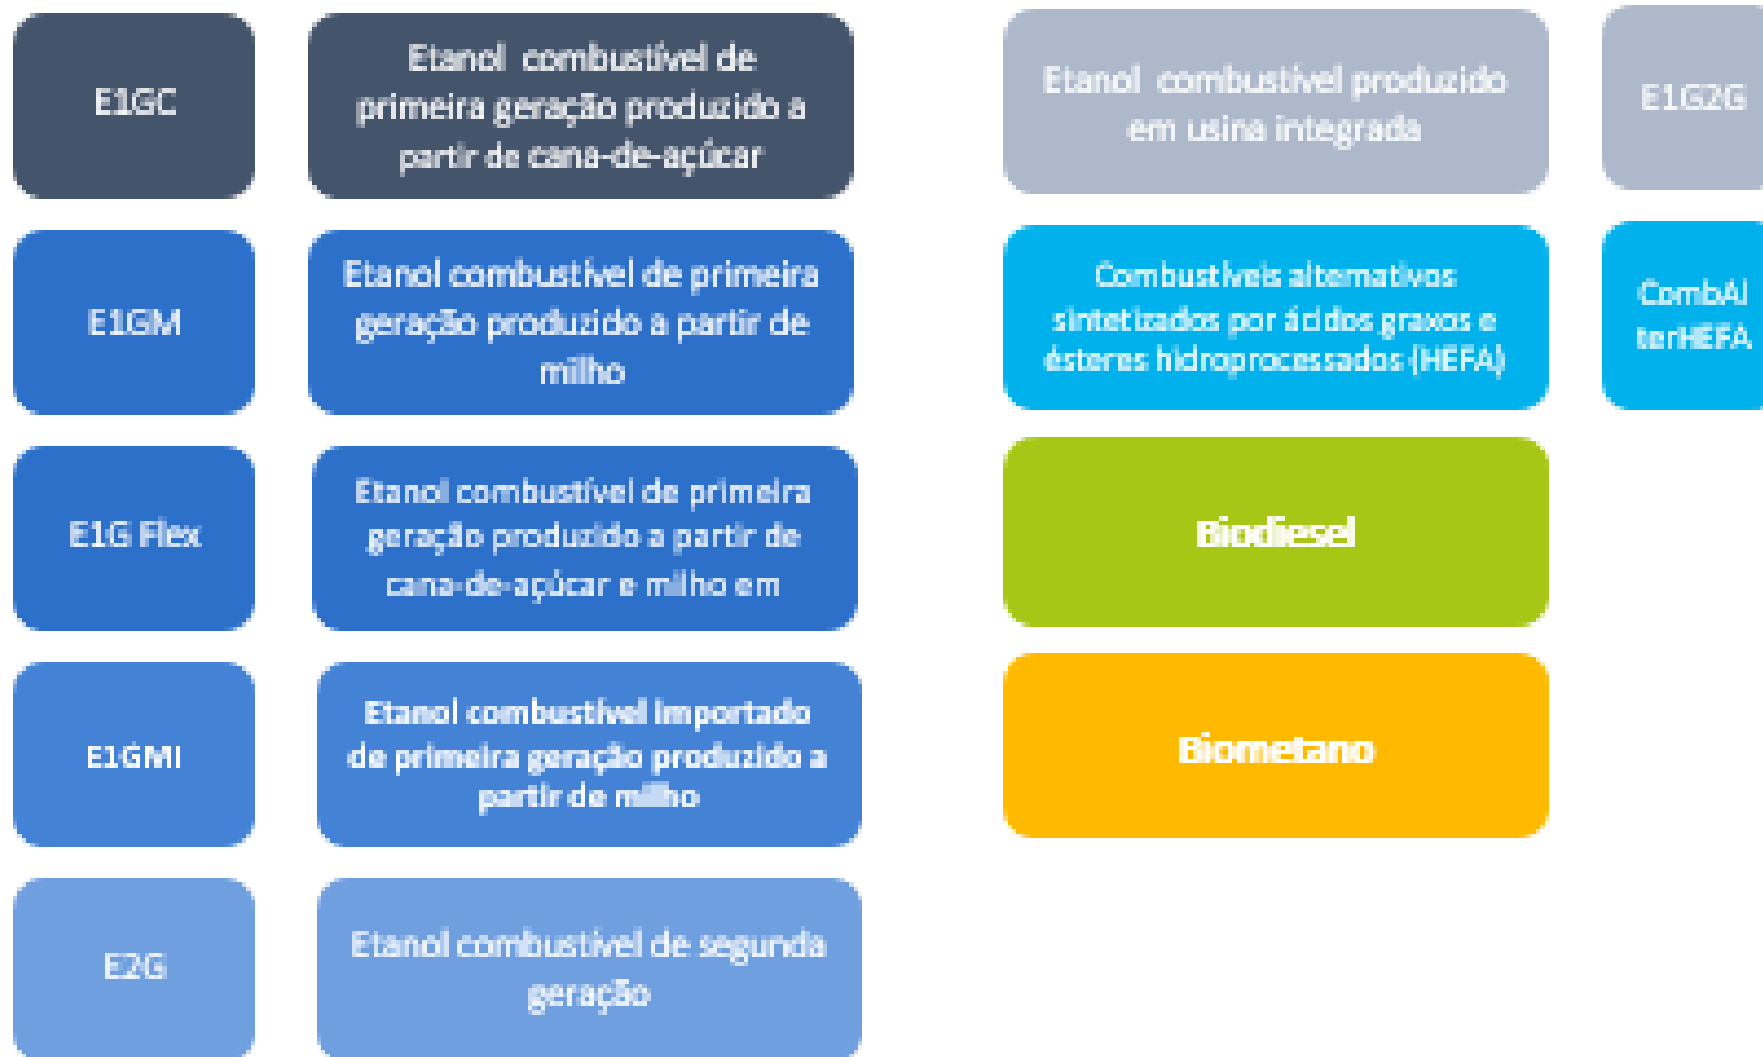 E1GC
Etanol combustível de
primeira geração produzido a
partir de cana-de-açúcar
E1GM
Etanol combustível de primeira
geração produzido a partir de
milho
E1G Flex
Etanol combustível de primeira
geração produzido a partir de
cana-de-açúcar e milho em
E1GMI
Etanol combustível importado
de primeira geração produzido a
partir de milho
E2G
Etanol combustível de segunda
geração
Etanol combustível produzido
em usina integrada
E1G2G
Combustíveis alternativos
sintetizados por ácidos graxos e
ésteres hidroprocessados (HEFA)
CombAl
terHEFA
Biodiesel
Biometano